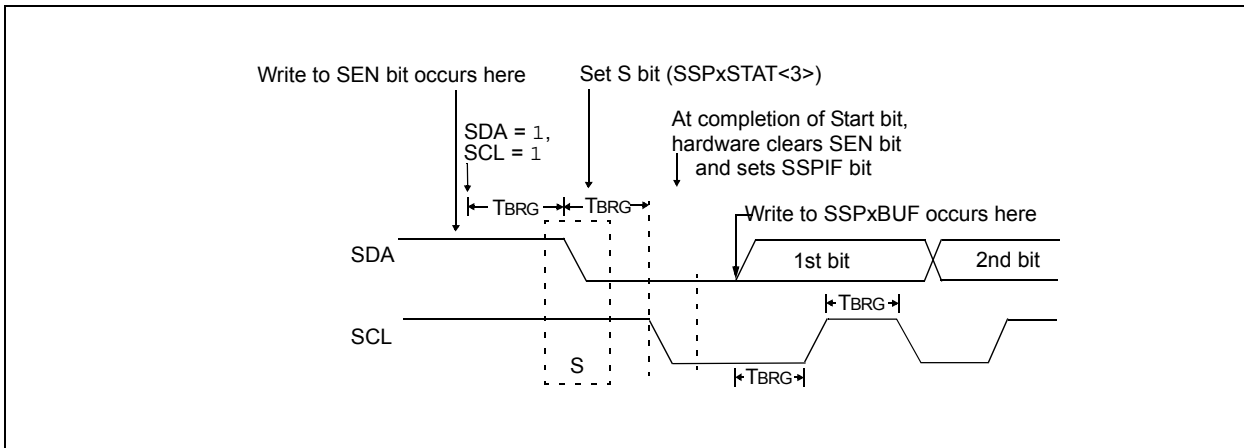 Write to SEN bit occurs here
Set S bit (SSPxSTAT<3>)
SDA = 1,
SCL = 1
At completion of Start bit,
hardware clears SEN bit
and sets SSPIF bit
TBRG
TBRG
Write to SSPxBUF occurs here
SDA
1st bit
2nd bit
TBRG
SCL
S
TBRG